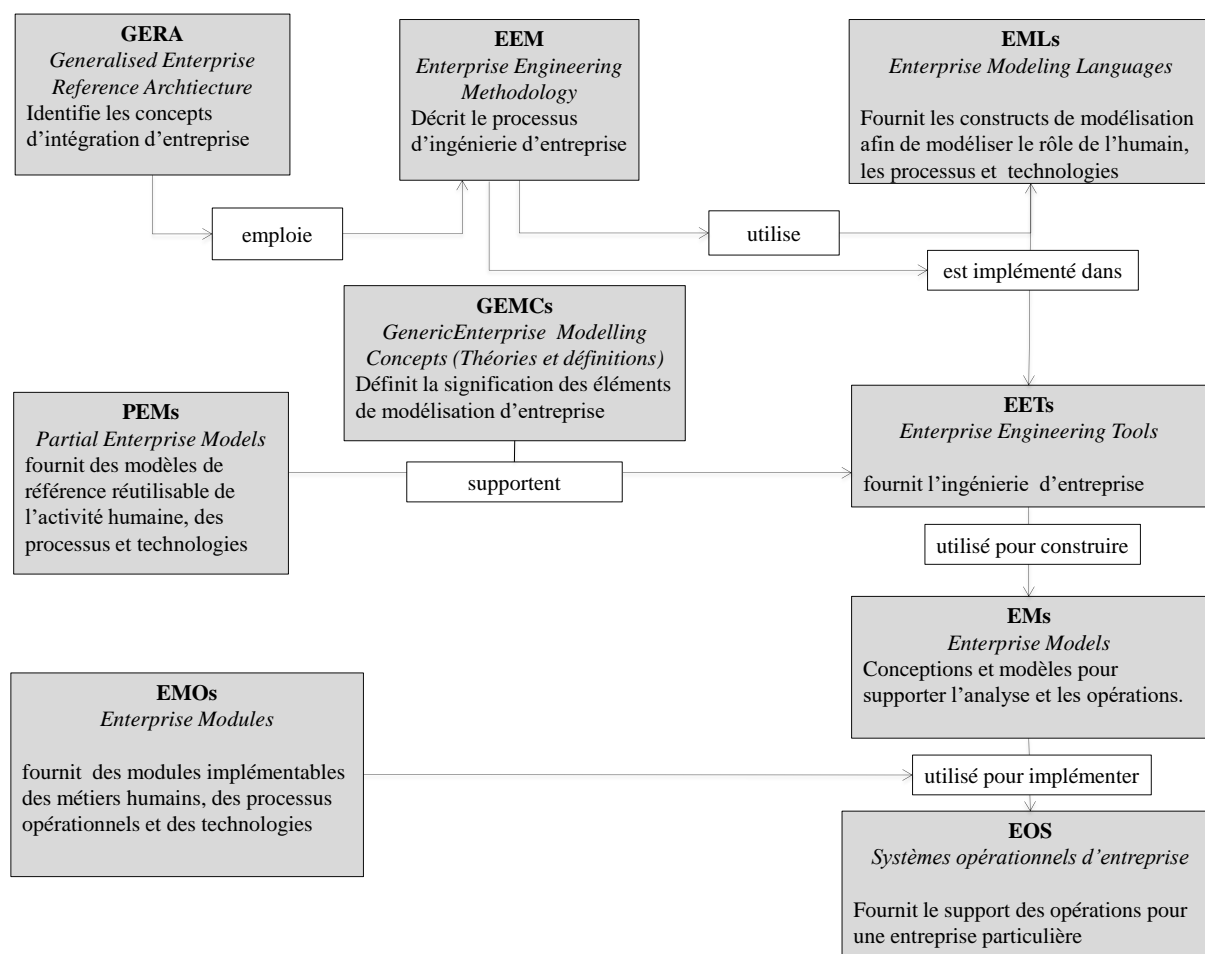 GERA
Generalised Enterprise
Reference Archtiecture
Identifie les concepts
d’intégration d’entreprise
EEM
Enterprise Engineering
Methodology
Décrit le processus
d’ingénierie d’entreprise
EMLs
Enterprise Modeling Languages
Fournit les constructs de modélisation
afin de modéliser le rôle de l’humain,
les processus et technologies
emploie
utilise
est implémenté dans
GEMCs
GenericEnterprise Modelling
Concepts (Théories et définitions)
Définit la signification des éléments
de modélisation d’entreprise
PEMs
Partial Enterprise Models
fournit des modèles de
référence réutilisable de
l’activité humaine, des
processus et technologies
supportent
EETs
Enterprise Engineering Tools
fournit l’ingénierie d’entreprise
utilisé pour construire
EMs
Enterprise Models
Conceptions et modèles pour
supporter l’analyse et les opérations.
EMOs
Enterprise Modules
fournit des modules implémentables
des métiers humains, des processus
opérationnels et des technologies
utilisé pour implémenter
EOS
Systèmes opérationnels d’entreprise
Fournit le support des opérations pour
une entreprise particulière